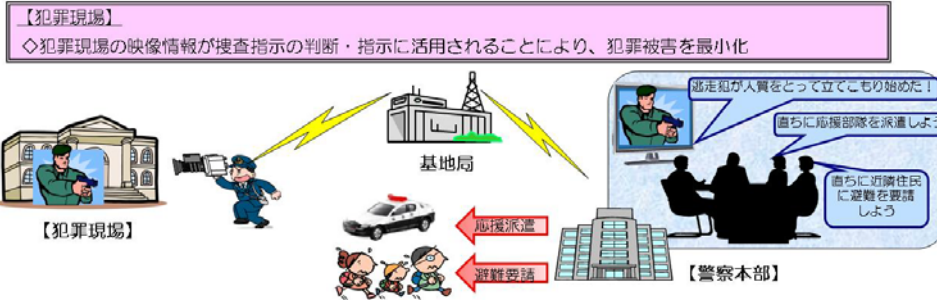 【犯罪現場】
◇犯罪現場の映像情報が捜査指示の判断・指示に活用されることにより、犯罪被害を最小化
逃走犯が人質をとって立てこもり始めた！
直ちに応援部隊を派遣しよう
直ちに近隣住民
に避難を要請
しよう
基地局
【犯罪現場】
応援派遣
避難要請
【警察本部】